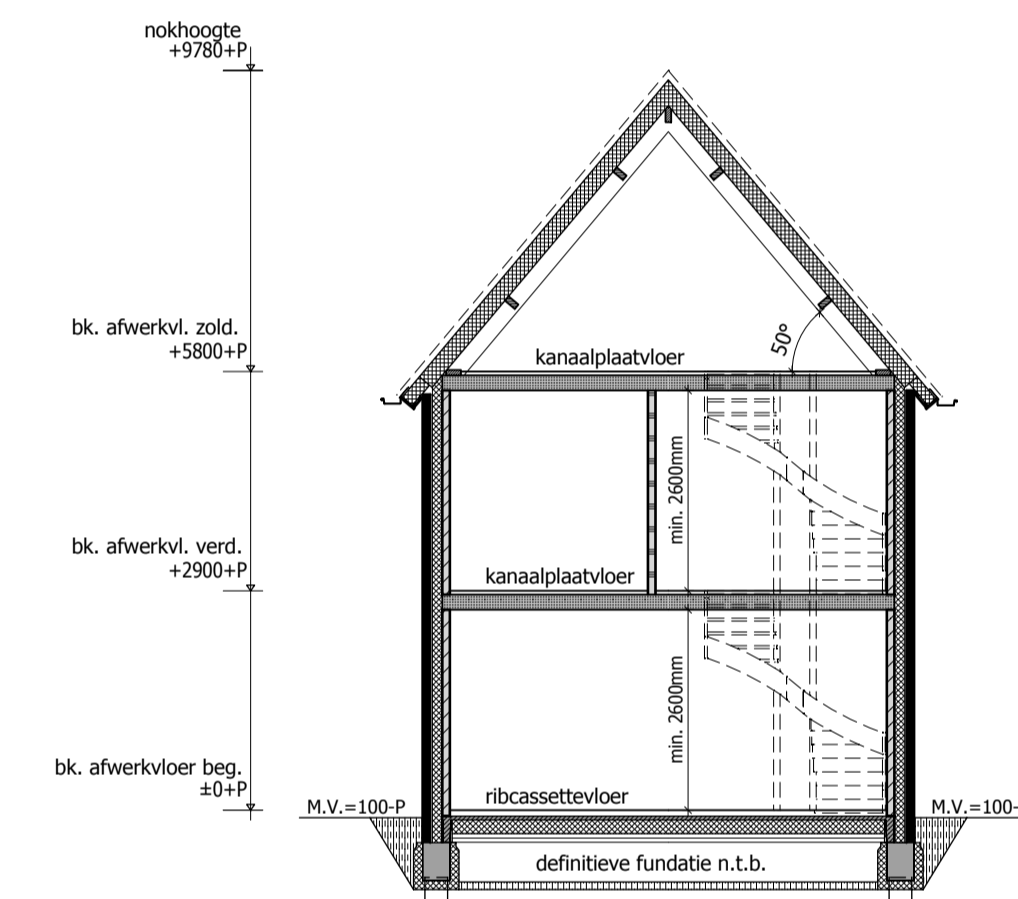 nokhoogte
+9780+P
bk. afwerkvl. zold.
+5800+P
kanaalplaatvloer
50°
min. 2600mm
bk. afwerkvl. verd.
+2900+P
kanaalplaatvloer
min. 2600mm
bk. afwerkvloer beg.
±0+P
ribcassettevloer
M.V.=100-P
M.V.=100-
definitieve fundatie n.t.b.